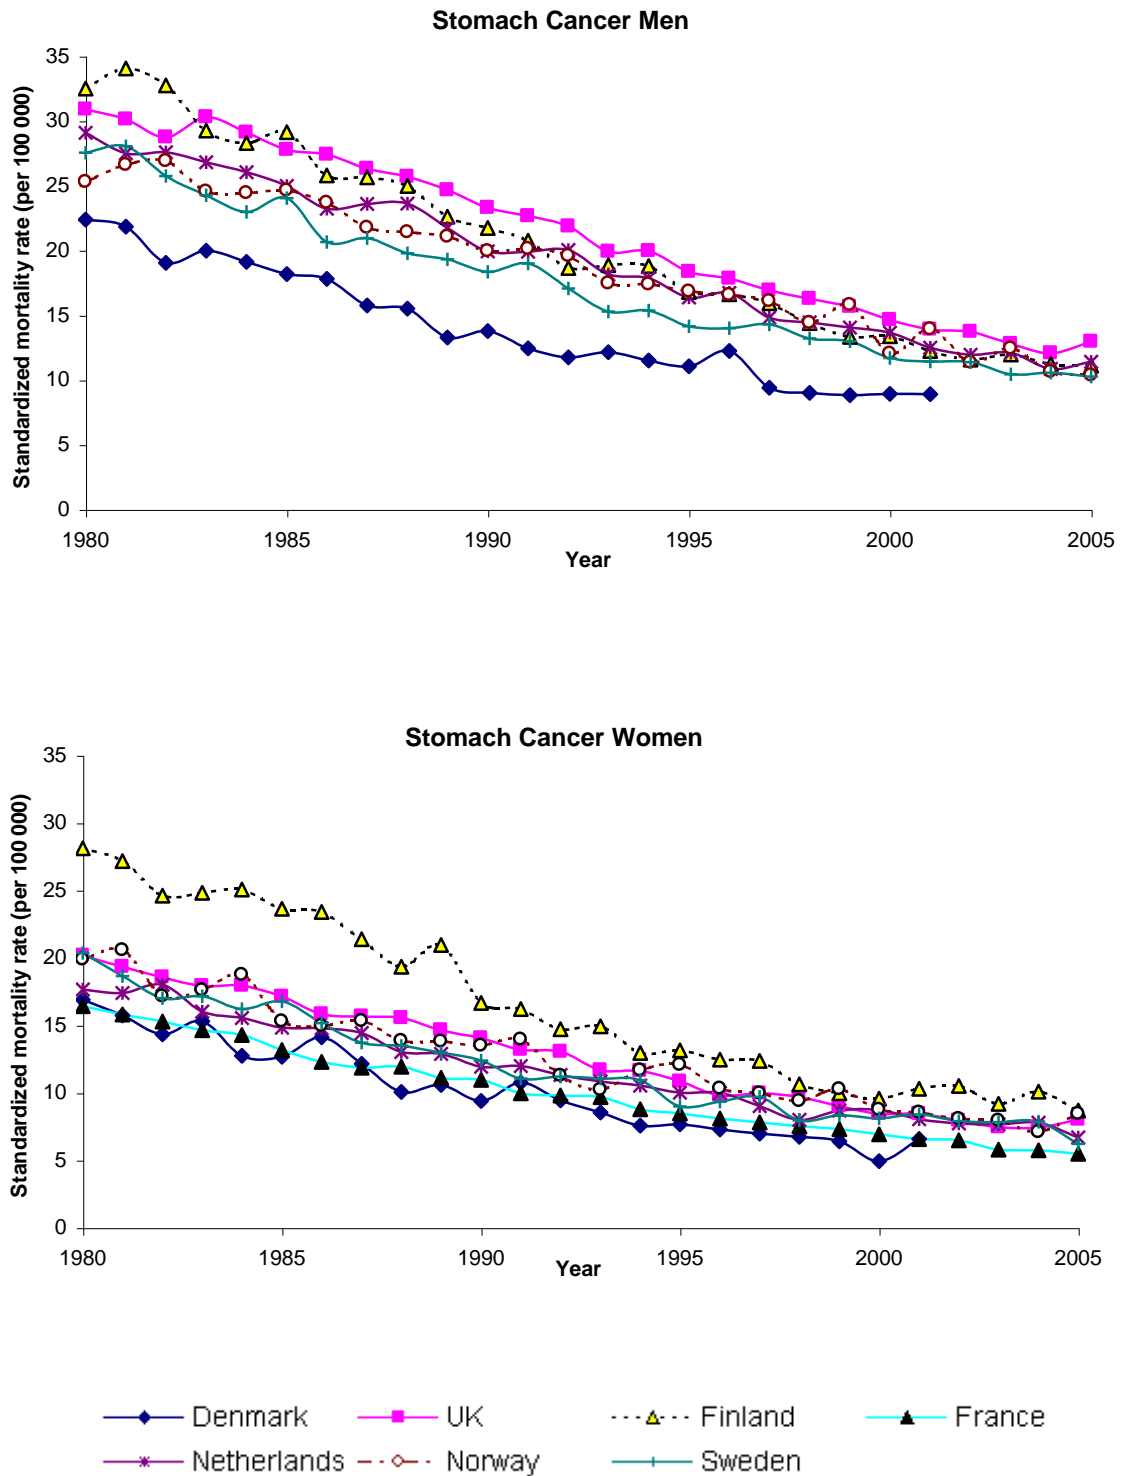 Stomach Cancer Men
Standardized mortality rate (per 100 000)
35
30
25
20
15
10
5
0
1980 1985 1990 1995 2000 2005
Year
Stomach Cancer Women
Standardized mortality rate (per 100 000)
35
30
25
20
15
10
5
0
1980 1985 1990 1995 2000 2005
Year
Denmark UK Finland France
Netherlands Norway Sweden